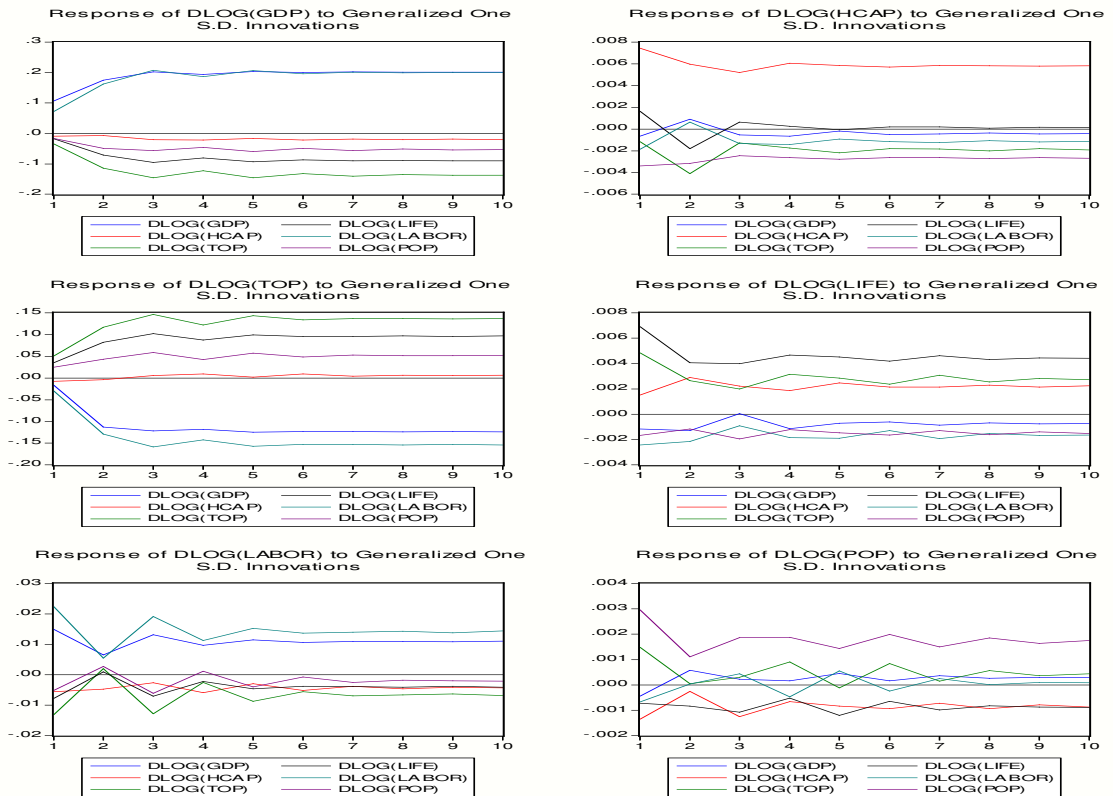 Response of DLOG(GDP) to Generalized One
S.D. Innovations
.3
.2
.1
.0
-.1
-.2
1 2 3 4 5 6 7 8 9 10
DLOG(GDP) DLOG(LIFE)
DLOG(HCAP) DLOG(LABOR)
DLOG(TOP) DLOG(POP)
Response of DLOG(HCAP) to Generalized One
S.D. Innovations
.008
.006
.004
.002
.000
-.002
-.004
-.006
1 2 3 4 5 6 7 8 9 10
DLOG(GDP) DLOG(LIFE)
DLOG(HCAP) DLOG(LABOR)
DLOG(TOP) DLOG(POP)
Response of DLOG(TOP) to Generalized One
S.D. Innovations
.15
.10
.05
.00
-.05
-.10
-.15
-.20
1 2 3 4 5 6 7 8 9 10
DLOG(GDP) DLOG(LIFE)
DLOG(HCAP) DLOG(LABOR)
DLOG(TOP) DLOG(POP)
Response of DLOG(LIFE) to Generalized One
S.D. Innovations
.008
.006
.004
.002
.000
-.002
-.004
1 2 3 4 5 6 7 8 9 10
DLOG(GDP) DLOG(LIFE)
DLOG(HCAP) DLOG(LABOR)
DLOG(TOP) DLOG(POP)
Response of DLOG(LABOR) to Generalized One
S.D. Innovations
.03
.02
.01
.00
-.01
-.02
1 2 3 4 5 6 7 8 9 10
DLOG(GDP) DLOG(LIFE)
DLOG(HCAP) DLOG(LABOR)
DLOG(TOP) DLOG(POP)
Response of DLOG(POP) to Generalized One
S.D. Innovations
.004
.003
.002
.001
.000
-.001
-.002
1 2 3 4 5 6 7 8 9 10
DLOG(GDP) DLOG(LIFE)
DLOG(HCAP) DLOG(LABOR)
DLOG(TOP) DLOG(POP)